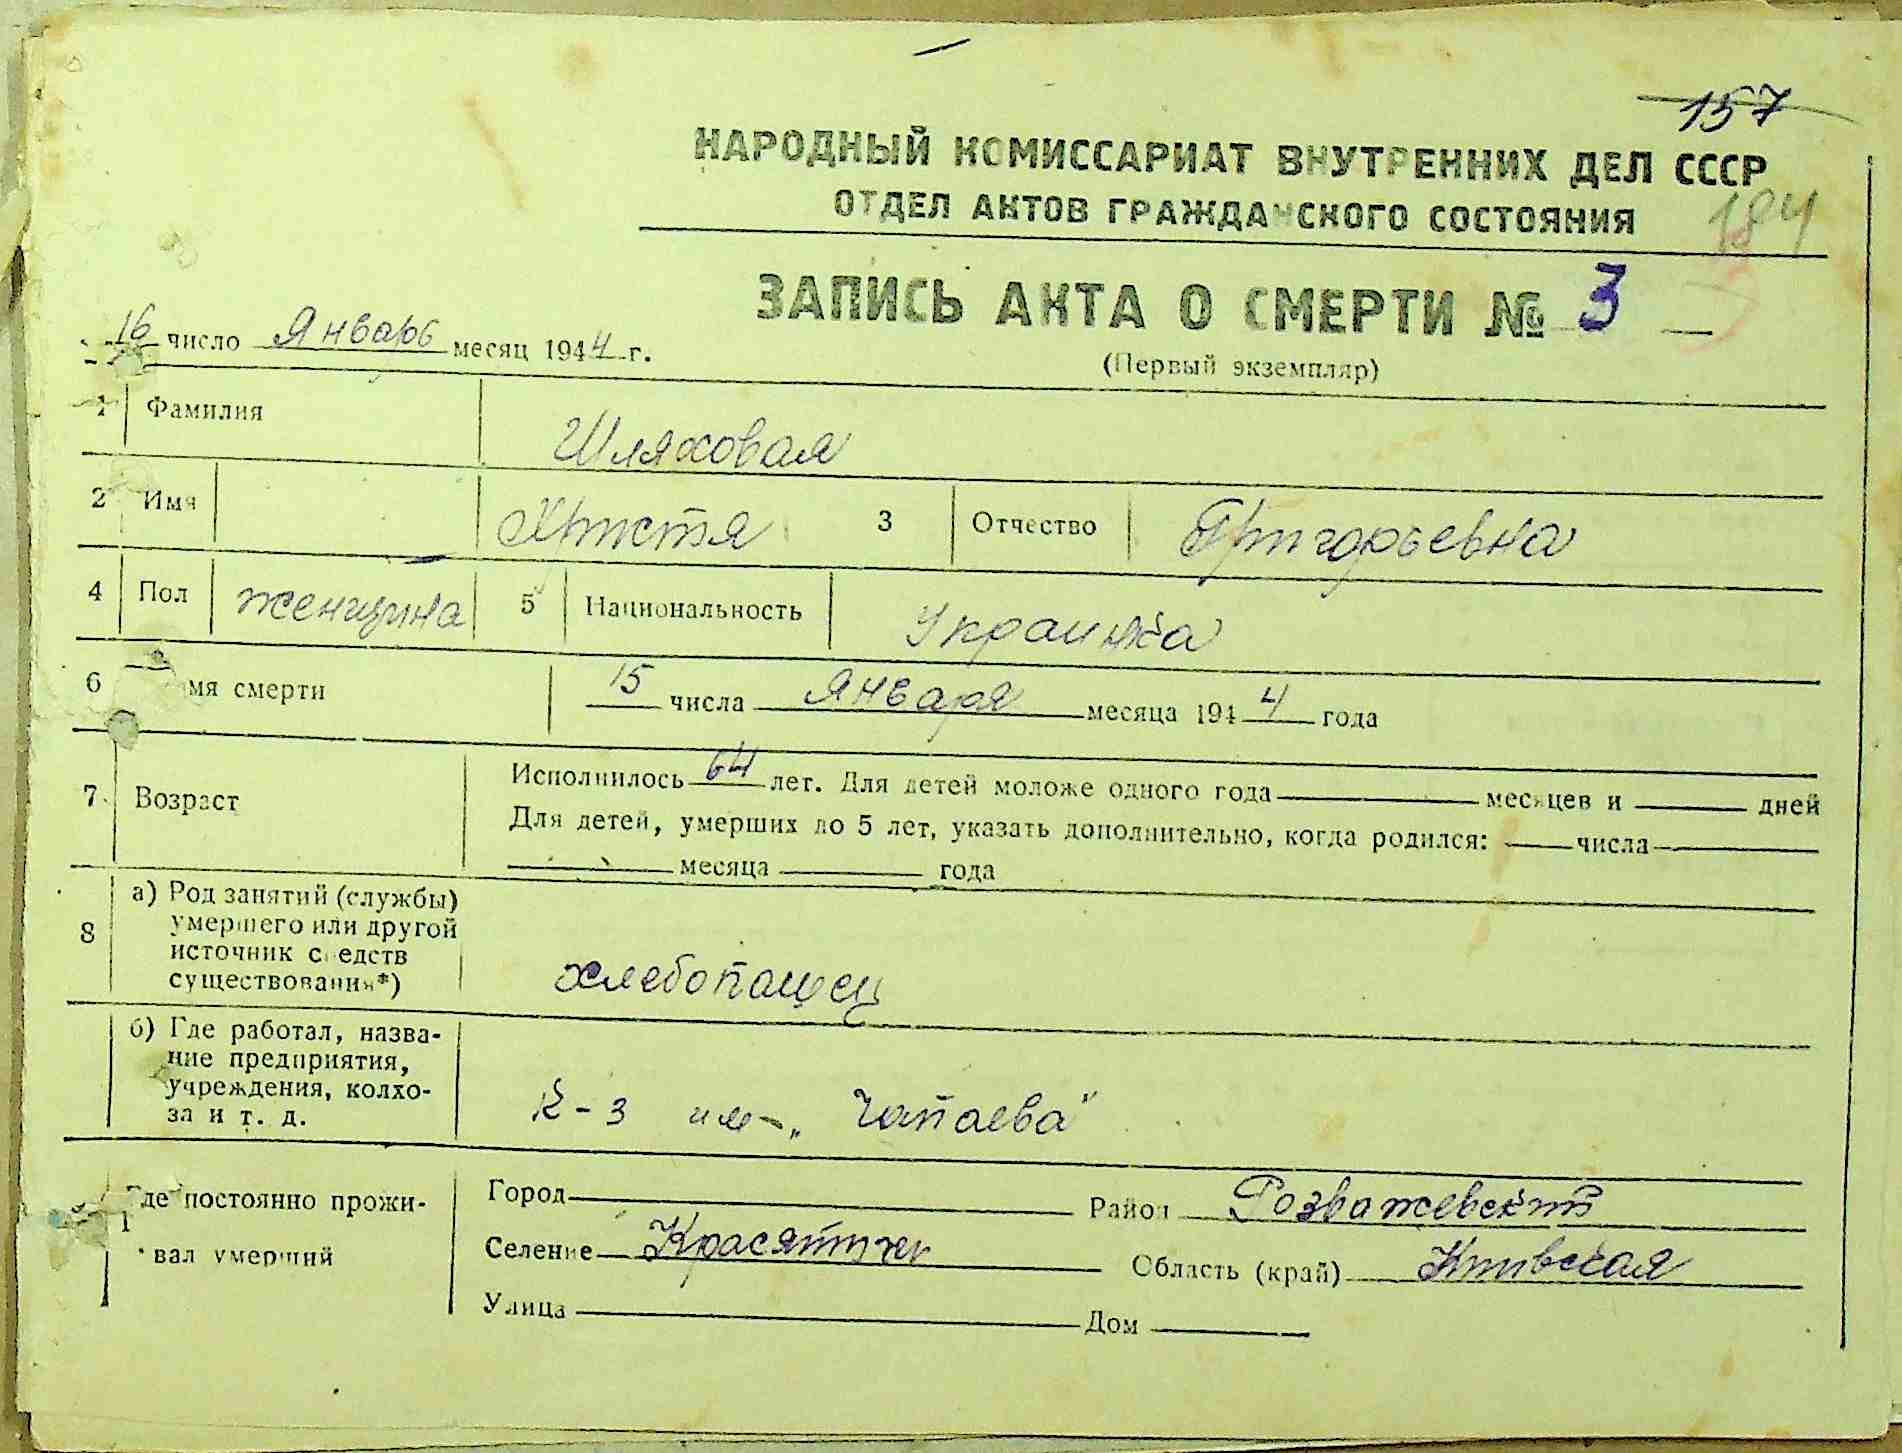 157
НАРОДНЫЙ КОМИССАРИАТ ВНУТРЕННИХ ДЕЛ СССР
ОТДЕЛ АКТОВ ГРАЖДАНСКОГО СОСТОЯНИЯ
184
ЗАПИСЬ АКТА О СМЕРТИ № 3
16 число Январь месяц 1944 г.
(Первый экземпляр)
1 Фамилия Шляховая
2 Имя Христя 3 Отчество Григорьевна
4 Пол женщина 5 Национальность Украинка
6 мя смерти 15 числа января месяца 1944 года
7 Возраст Исполнилось 64 лет. Для детей моложе одного года месяцев и дней
Для детей, умерших до 5 лет, указать дополнительно, когда родился: числа
месяца года
8 а) Род занятий (службы)
умершего или другой
источник средств
существования*)
хлебопашец
б) Где работал, назва-
ние предприятия,
учреждения, колхо-
за и т. д.
К-з им „Чапаева"
Где постоянно прожи-
вал умерший
Город Район Розважевский
Селение Красятичи Область (край) Киивская
Улица Дом